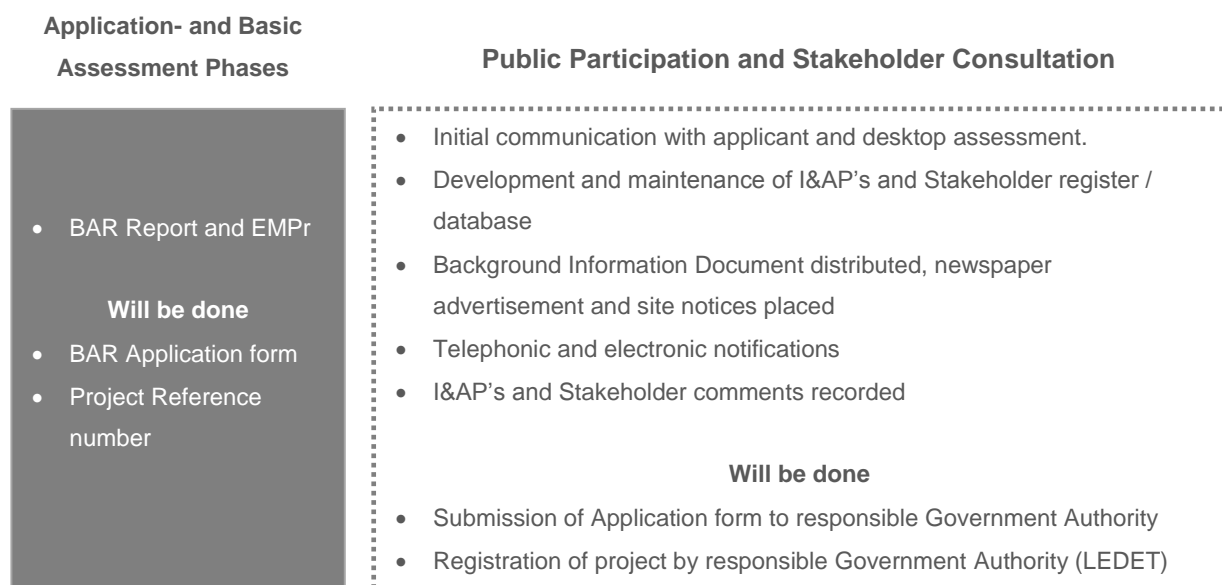 Application- and Basic
Assessment Phases
Public Participation and Stakeholder Consultation
• BAR Report and EMPr
Will be done
• BAR Application form
• Project Reference
number
• Initial communication with applicant and desktop assessment.
• Development and maintenance of I&AP’s and Stakeholder register /
database
• Background Information Document distributed, newspaper
advertisement and site notices placed
• Telephonic and electronic notifications
• I&AP’s and Stakeholder comments recorded
Will be done
• Submission of Application form to responsible Government Authority
• Registration of project by responsible Government Authority (LEDET)